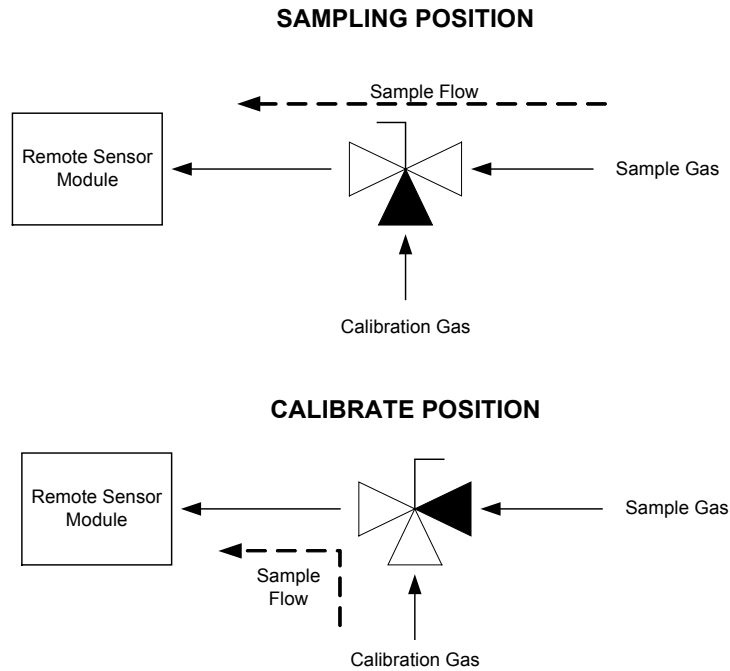 SAMPLING POSITION
Sample Flow
Remote Sensor
Module
Sample Gas
Calibration Gas
CALIBRATE POSITION
Remote Sensor
Module
Sample Gas
Sample
Flow
Calibration Gas